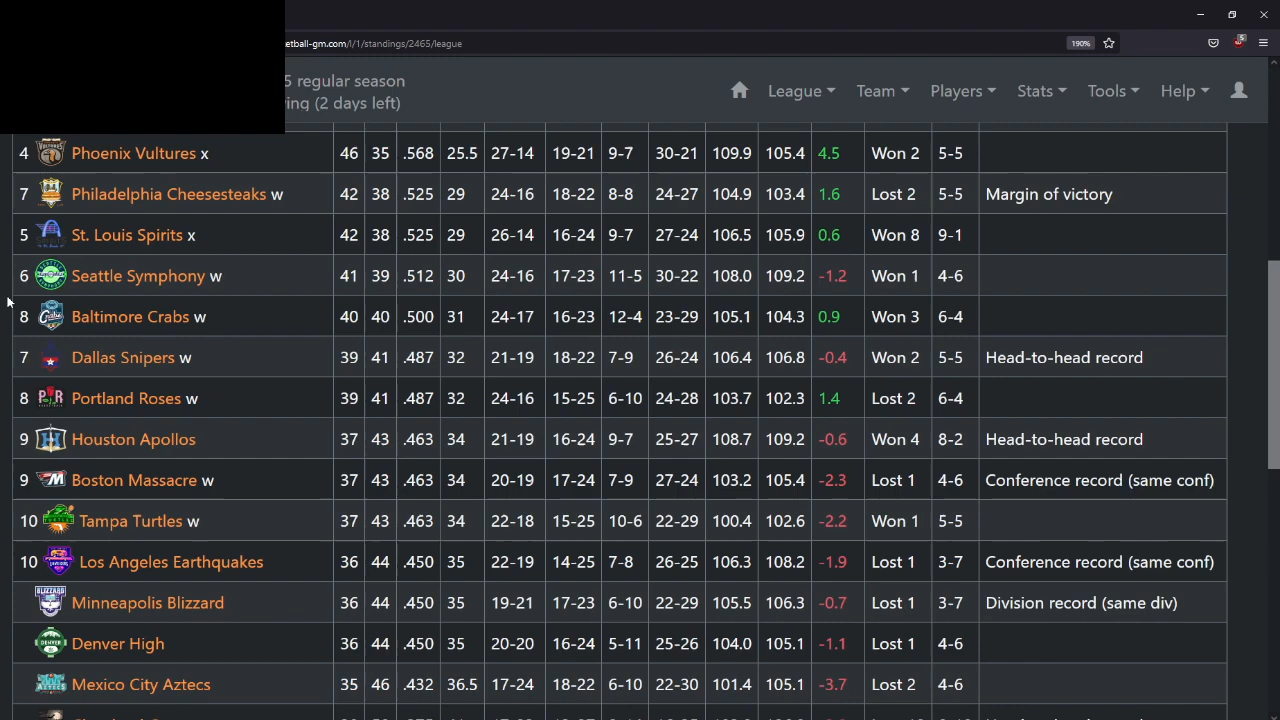 etball-gm.com/l/1/standings/2465/league 190%
5 regular season
ing (2 days left)
League Team Players Stats Tools Help
4 Phoenix Vultures x 46 35 .568 25.5 27-14 19-21 9-7 30-21 109.9 105.4 4.5 Won 2 5-5
7 Philadelphia Cheesesteaks w 42 38 .525 29 24-16 18-22 8-8 24-27 104.9 103.4 1.6 Lost 2 5-5 Margin of victory
5 St. Louis Spirits x 42 38 .525 29 26-14 16-24 9-7 27-24 106.5 105.9 0.6 Won 8 9-1
6 Seattle Symphony w 41 39 .512 30 24-16 17-23 11-5 30-22 108.0 109.2 -1.2 Won 1 4-6
8 Baltimore Crabs w 40 40 .500 31 24-17 16-23 12-4 23-29 105.1 104.3 0.9 Won 3 6-4
7 Dallas Snipers w 39 41 .487 32 21-19 18-22 7-9 26-24 106.4 106.8 -0.4 Won 2 5-5 Head-to-head record
8 Portland Roses w 39 41 .487 32 24-16 15-25 6-10 24-28 103.7 102.3 1.4 Lost 2 6-4
9 Houston Apollos 37 43 .463 34 21-19 16-24 9-7 25-27 108.7 109.2 -0.6 Won 4 8-2 Head-to-head record
9 Boston Massacre w 37 43 .463 34 20-19 17-24 7-9 27-24 103.2 105.4 -2.3 Lost 1 4-6 Conference record (same conf)
10 Tampa Turtles w 37 43 .463 34 22-18 15-25 10-6 22-29 100.4 102.6 -2.2 Won 1 5-5
10 Los Angeles Earthquakes 36 44 .450 35 22-19 14-25 7-8 26-25 106.3 108.2 -1.9 Lost 1 3-7 Conference record (same conf)
Minneapolis Blizzard 36 44 .450 35 19-21 17-23 6-10 22-29 105.5 106.3 -0.7 Lost 1 3-7 Division record (same div)
Denver High 36 44 .450 35 20-20 16-24 5-11 25-26 104.0 105.1 -1.1 Lost 1 4-6
Mexico City Aztecs 35 46 .432 36.5 17-24 18-22 6-10 22-30 101.4 105.1 -3.7 Lost 2 4-6